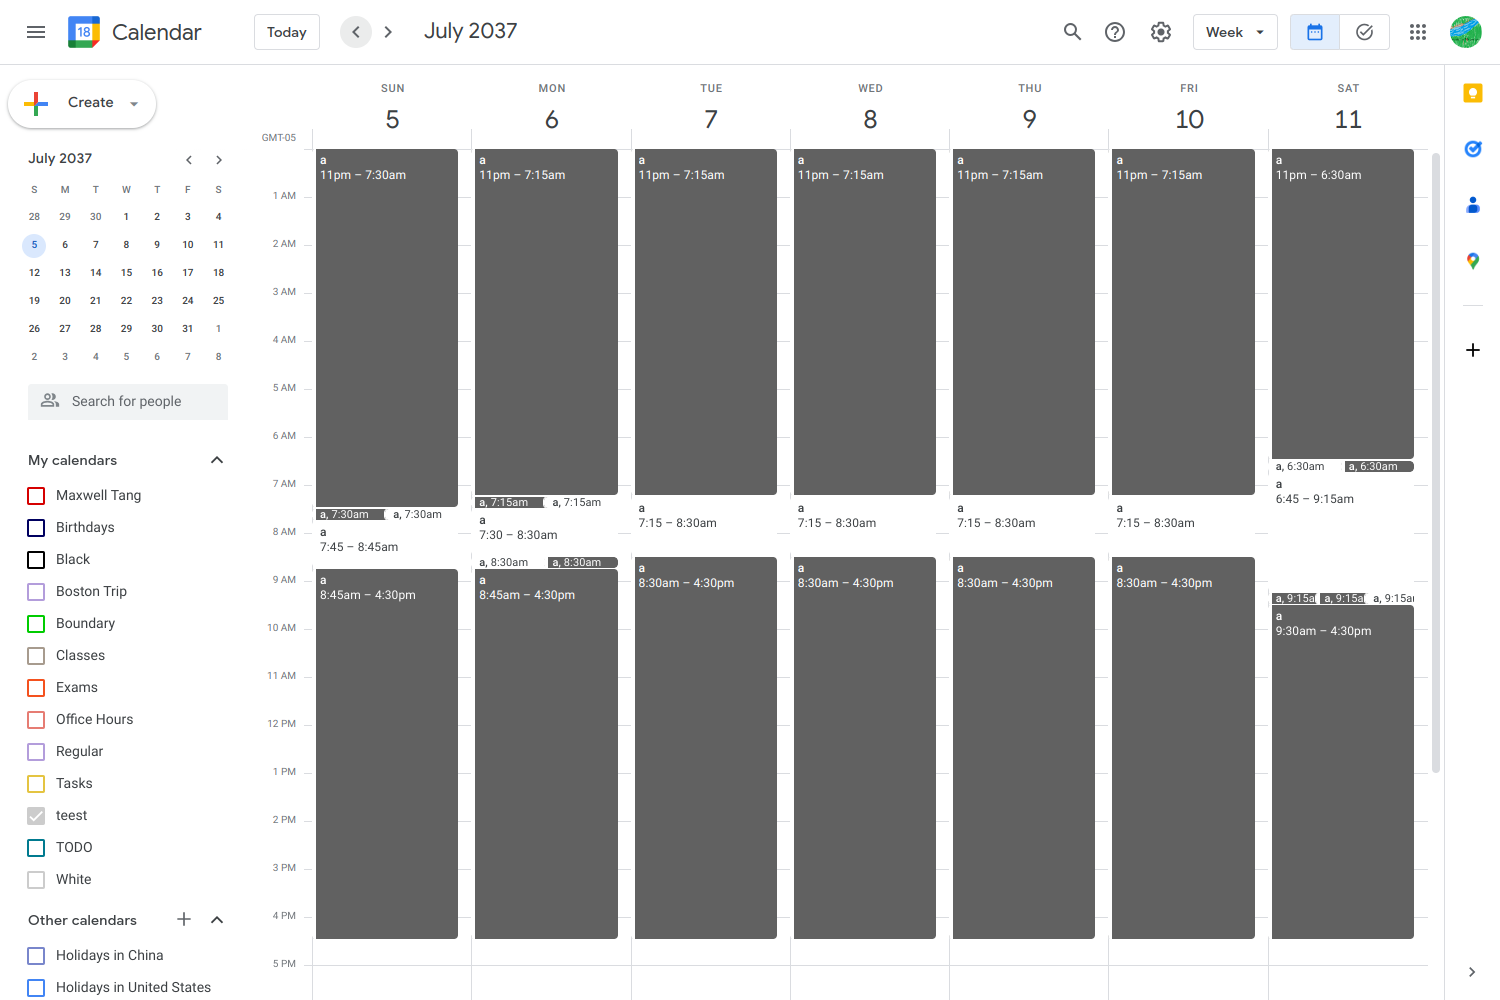 18 Calendar Today July 2037 Week
Create
July 2037
S M T W T F S
28 29 30 1 2 3 4
5 6 7 8 9 10 11
12 13 14 15 16 17 18
19 20 21 22 23 24 25
26 27 28 29 30 31 1
2 3 4 5 6 7 8
Search for people
My calendars
Maxwell Tang
Birthdays
Black
Boston Trip
Boundary
Classes
Exams
Office Hours
Regular
Tasks
teest
TODO
White
Other calendars
Holidays in China
Holidays in United States
SUN MON TUE WED THU FRI SAT
5 6 7 8 9 10 11
GMT-05
1 AM
2 AM
3 AM
4 AM
5 AM
6 AM
7 AM
8 AM
9 AM
10 AM
11 AM
12 PM
1 PM
2 PM
3 PM
4 PM
5 PM
a
11pm – 7:30am
a, 7:30am a, 7:30am
a
7:45 – 8:45am
a
8:45am – 4:30pm
a
11pm – 7:15am
a, 7:15am a, 7:15am
a
7:30 – 8:30am
a, 8:30am a, 8:30am
a
8:45am – 4:30pm
a
11pm – 7:15am
a
7:15 – 8:30am
a
8:30am – 4:30pm
a
11pm – 7:15am
a
7:15 – 8:30am
a
8:30am – 4:30pm
a
11pm – 7:15am
a
7:15 – 8:30am
a
8:30am – 4:30pm
a
11pm – 7:15am
a
7:15 – 8:30am
a
8:30am – 4:30pm
a
11pm – 6:30am
a, 6:30am a, 6:30am
a
6:45 – 9:15am
a, 9:15a a, 9:15a a, 9:15a
a
9:30am – 4:30pm